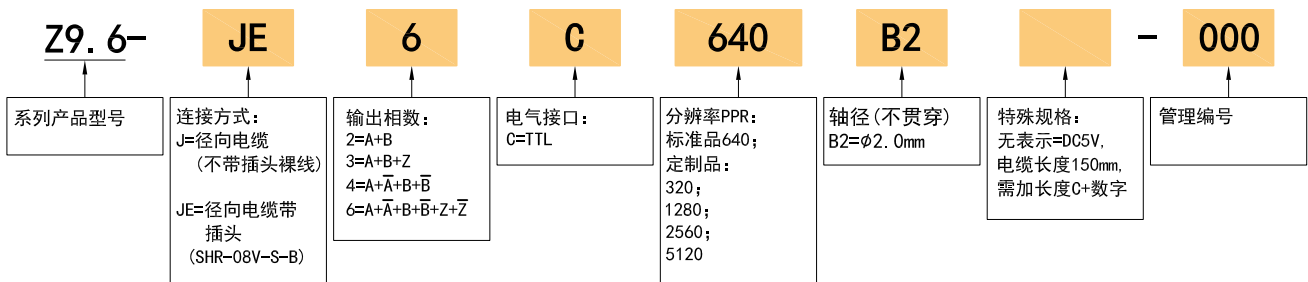 Z9.6-
JE
6
C
640
B2
-
000
系列产品型号
连接方式:
J=径向电缆
(不带插头裸线)
JE=径向电缆带
插头
(SHR-08V-S-B)
输出相数:
2=A+B
3=A+B+Z
4=A+A̅+B+B̅
6=A+A̅+B+B̅+Z+Z̅
电气接口:
C=TTL
分辨率PPR:
标准品640;
定制品:
320;
1280;
2560;
5120
轴径(不贯穿)
B2=φ2.0mm
特殊规格:
无表示=DC5V,
电缆长度150mm,
需加长度C+数字
管理编号